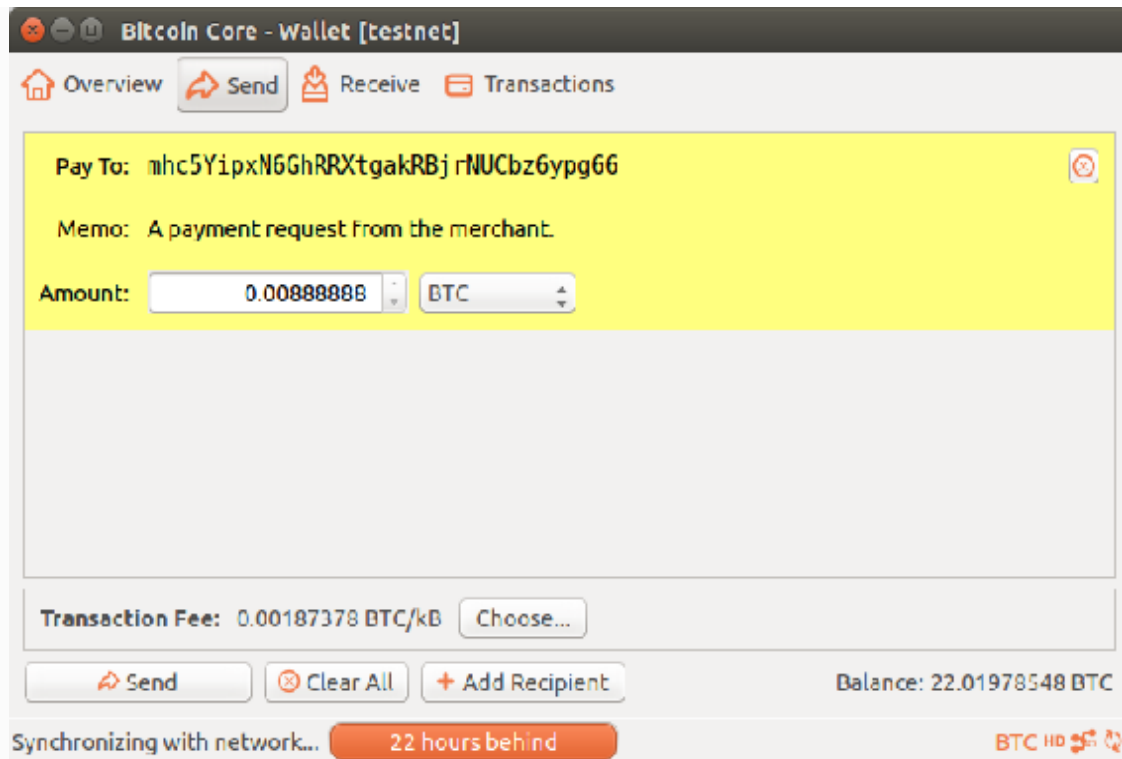 Bitcoin Core - Wallet [testnet]
Overview Send Receive Transactions
Pay To: mhc5YipxN6GhRRXtgakRBjrNUCbz6ypg66
Memo: A payment request from the merchant.
Amount: 0.00888888 BTC
Transaction Fee: 0.00187378 BTC/kB Choose...
Send Clear All + Add Recipient Balance: 22.01978548 BTC
Synchronizing with network... 22 hours behind BTC HD